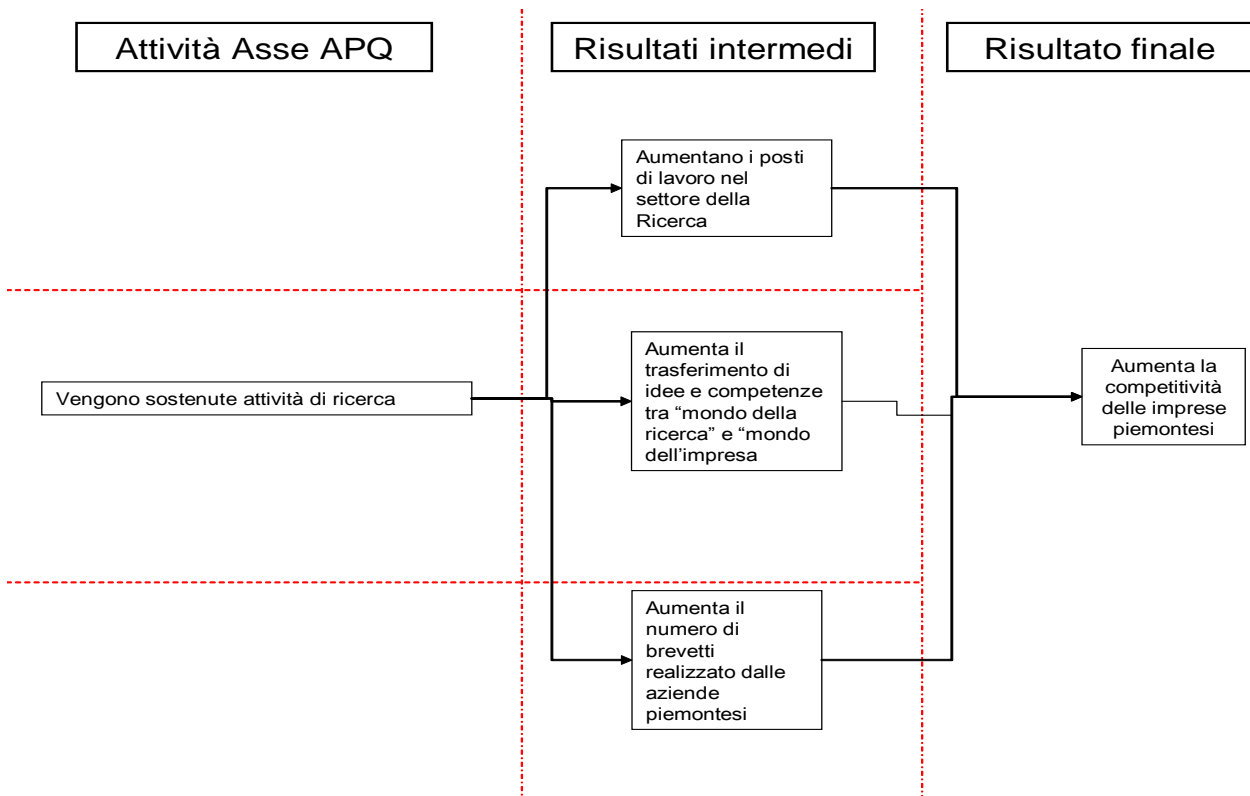 Attività Asse APQ
Risultati intermedi
Risultato finale
Aumentano i posti
di lavoro nel
settore della
Ricerca
Vengono sostenute attività di ricerca
Aumenta il
trasferimento di
idee e competenze
tra “mondo della
ricerca” e “mondo
dell’impresa
Aumenta la
competitività
delle imprese
piemontesi
Aumenta il
numero di
brevetti
realizzato dalle
aziende
piemontesi